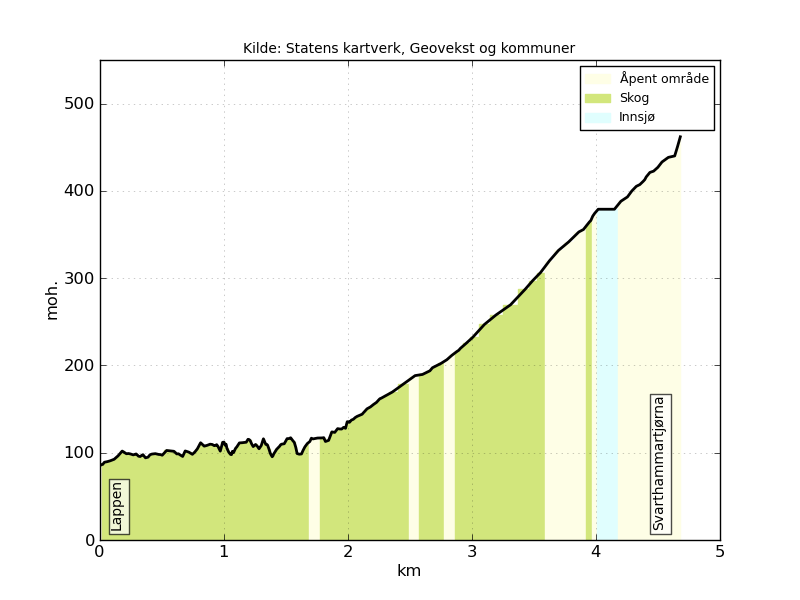 Kilde: Statens kartverk, Geovekst og kommuner
Åpent område
Skog
Innsjø
moh.
500
400
300
200
100
0
Lappen
Svarthammartjørna
0 1 2 3 4 5
km